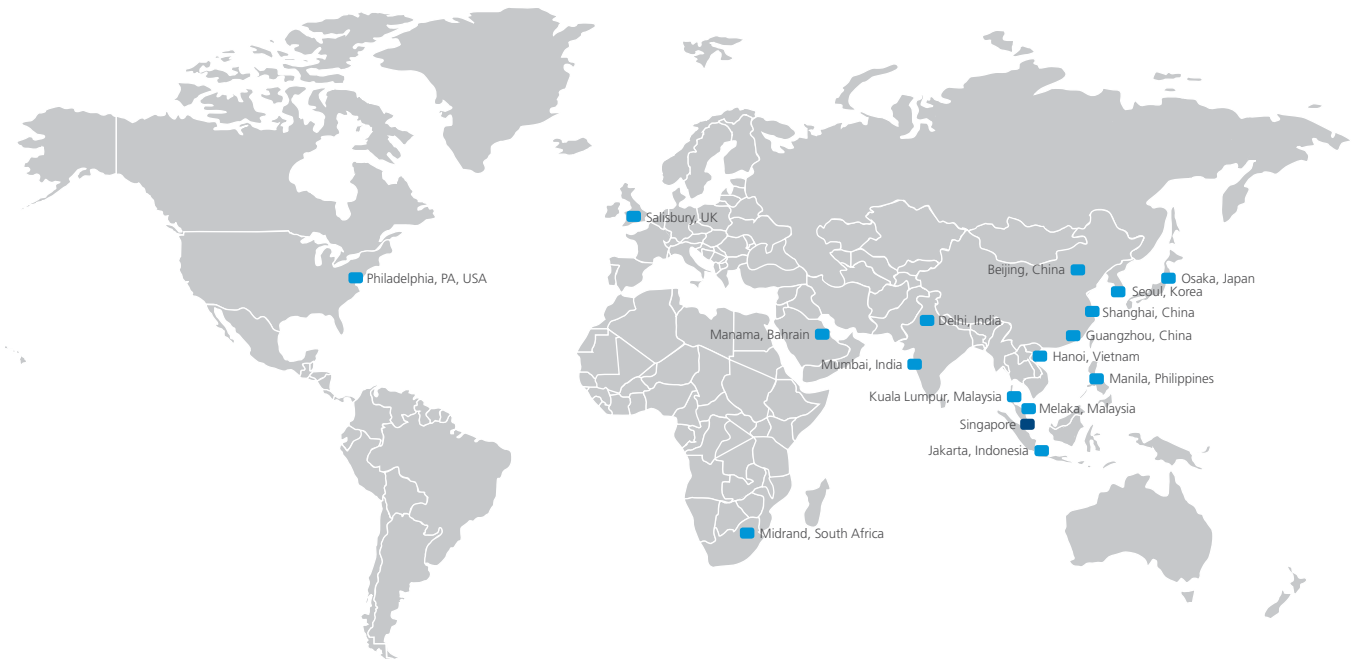 Salisbury, UK
Beijing, China
Philadelphia, PA, USA
Osaka, Japan
Seoul, Korea
Shanghai, China
Delhi, India
Manama, Bahrain
Guangzhou, China
Hanoi, Vietnam
Mumbai, India
Manila, Philippines
Kuala Lumpur, Malaysia
Melaka, Malaysia
Singapore
Jakarta, Indonesia
Midrand, South Africa